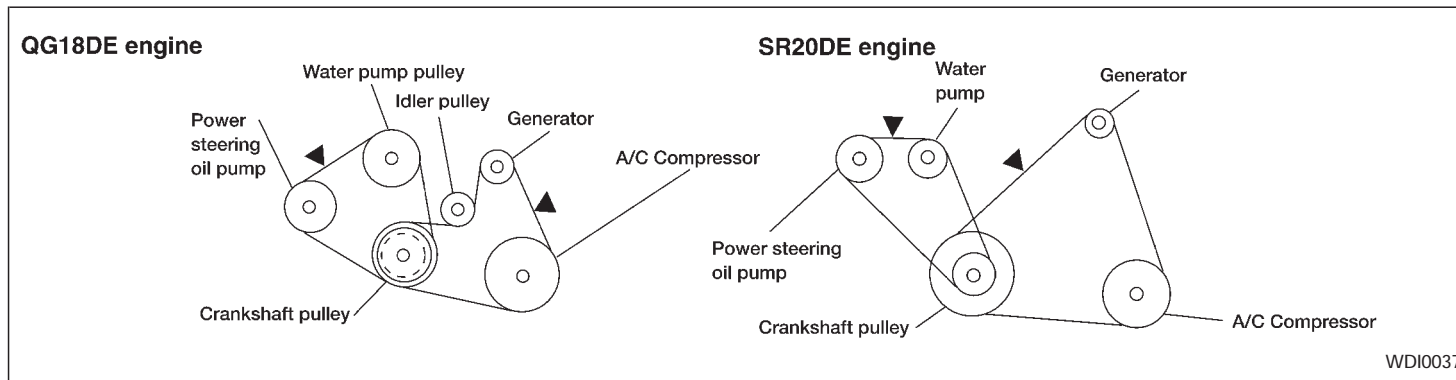 QG18DE engine
Water pump pulley
Idler pulley
Power
steering
oil pump
Generator
A/C Compressor
Crankshaft pulley
SR20DE engine
Water
pump
Generator
Power steering
oil pump
Crankshaft pulley
A/C Compressor
WDI0037